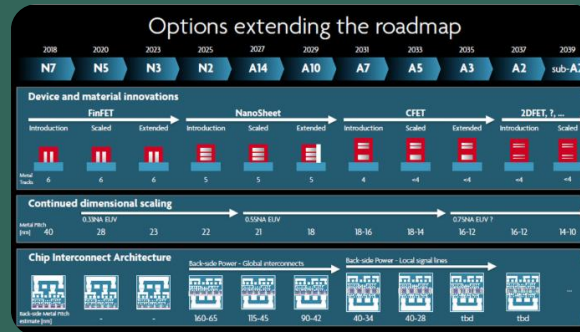 Options extending the roadmap
2018 2020 2023 2025 2027 2029 2031 2033 2035 2037 2039
N7 N5 N3 N2 A14 A10 A7 A5 A3 A2 sub-A2
Device and material innovations
FinFET NanoSheet CFET 2DFET, ?, ...
Introduction Scaled Extended Introduction Scaled Extended Introduction Scaled Extended Introduction Scaled
Metal
Tracks 6 6 6 5 5 5 4 <4 <4 <4 <4
Continued dimensional scaling
0.33NA EUV 0.55NA EUV 0.75NA EUV ?
Metal Pitch
[nm] 40 28 23 22 21 18 18-16 18-14 16-12 16-12 14-10
Chip Interconnect Architecture
Back-side Power - Global interconnects Back-side Power - Local signal lines
Back-side Metal Pitch
estimate [nm] - - 160-65 115-45 90-42 40-34 40-28 tbd tbd ...